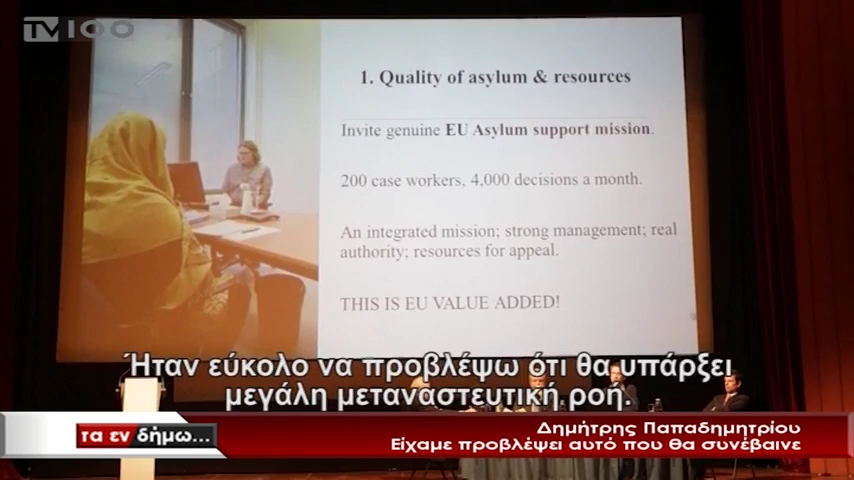 TV100
1. Quality of asylum & resources
Invite genuine EU Asylum support mission.
200 case workers, 4,000 decisions a month.
An integrated mission; strong management; real
authority; resources for appeal.
THIS IS EU VALUE ADDED!
Ήταν εύκολο να προβλέψω ότι θα υπάρξει
μεγάλη μεταναστευτική ροή.
τα εν δήμω...
Δημήτρης Παπαδημητρίου
Είχαμε προβλέψει αυτό που θα συνέβαινε